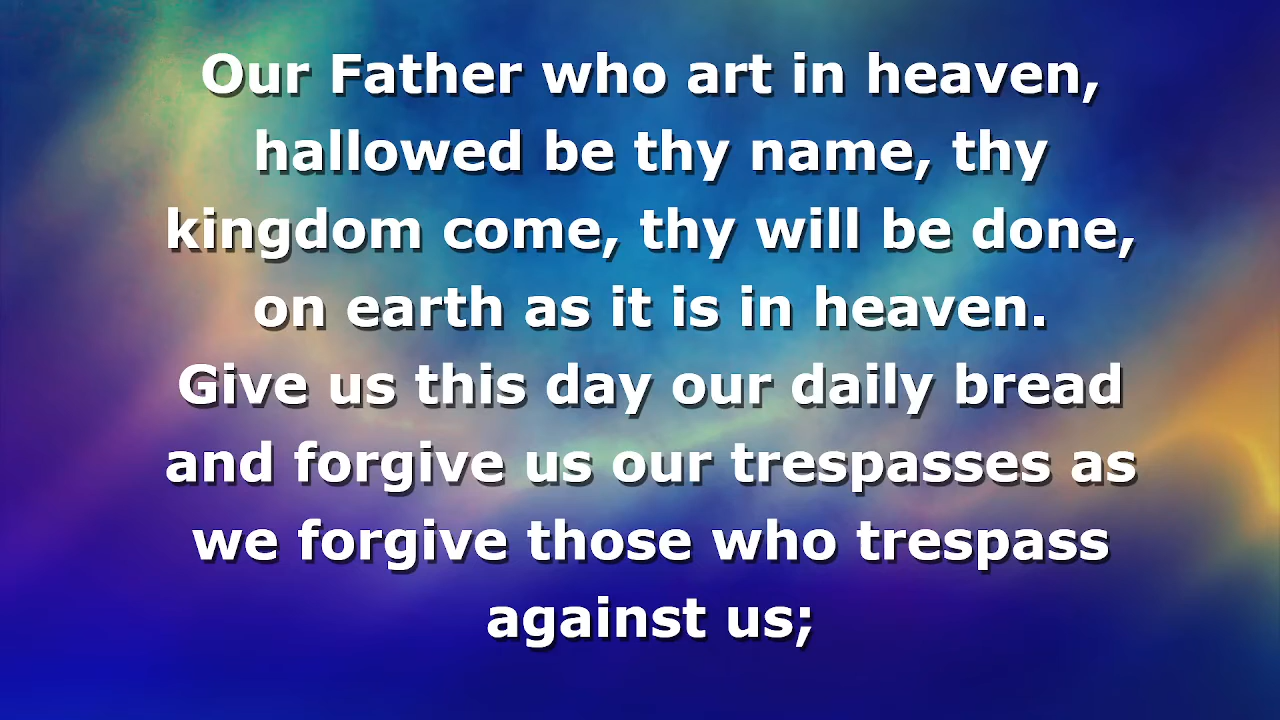 Our Father who art in heaven,
hallowed be thy name, thy
kingdom come, thy will be done,
on earth as it is in heaven.
Give us this day our daily bread
and forgive us our trespasses as
we forgive those who trespass
against us;